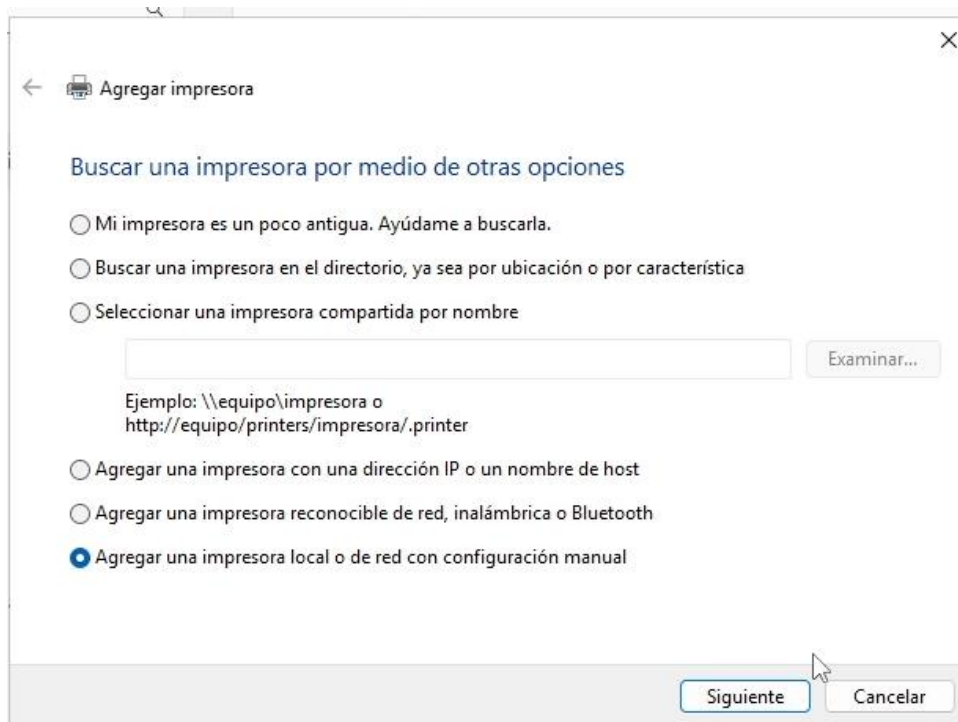 Agregar impresora
Buscar una impresora por medio de otras opciones
Mi impresora es un poco antigua. Ayúdame a buscarla.
Buscar una impresora en el directorio, ya sea por ubicación o por característica
Seleccionar una impresora compartida por nombre
Examinar...
Ejemplo: \\equipo\impresora o
http://equipo/printers/impresora/.printer
Agregar una impresora con una dirección IP o un nombre de host
Agregar una impresora reconocible de red, inalámbrica o Bluetooth
Agregar una impresora local o de red con configuración manual
Siguiente
Cancelar